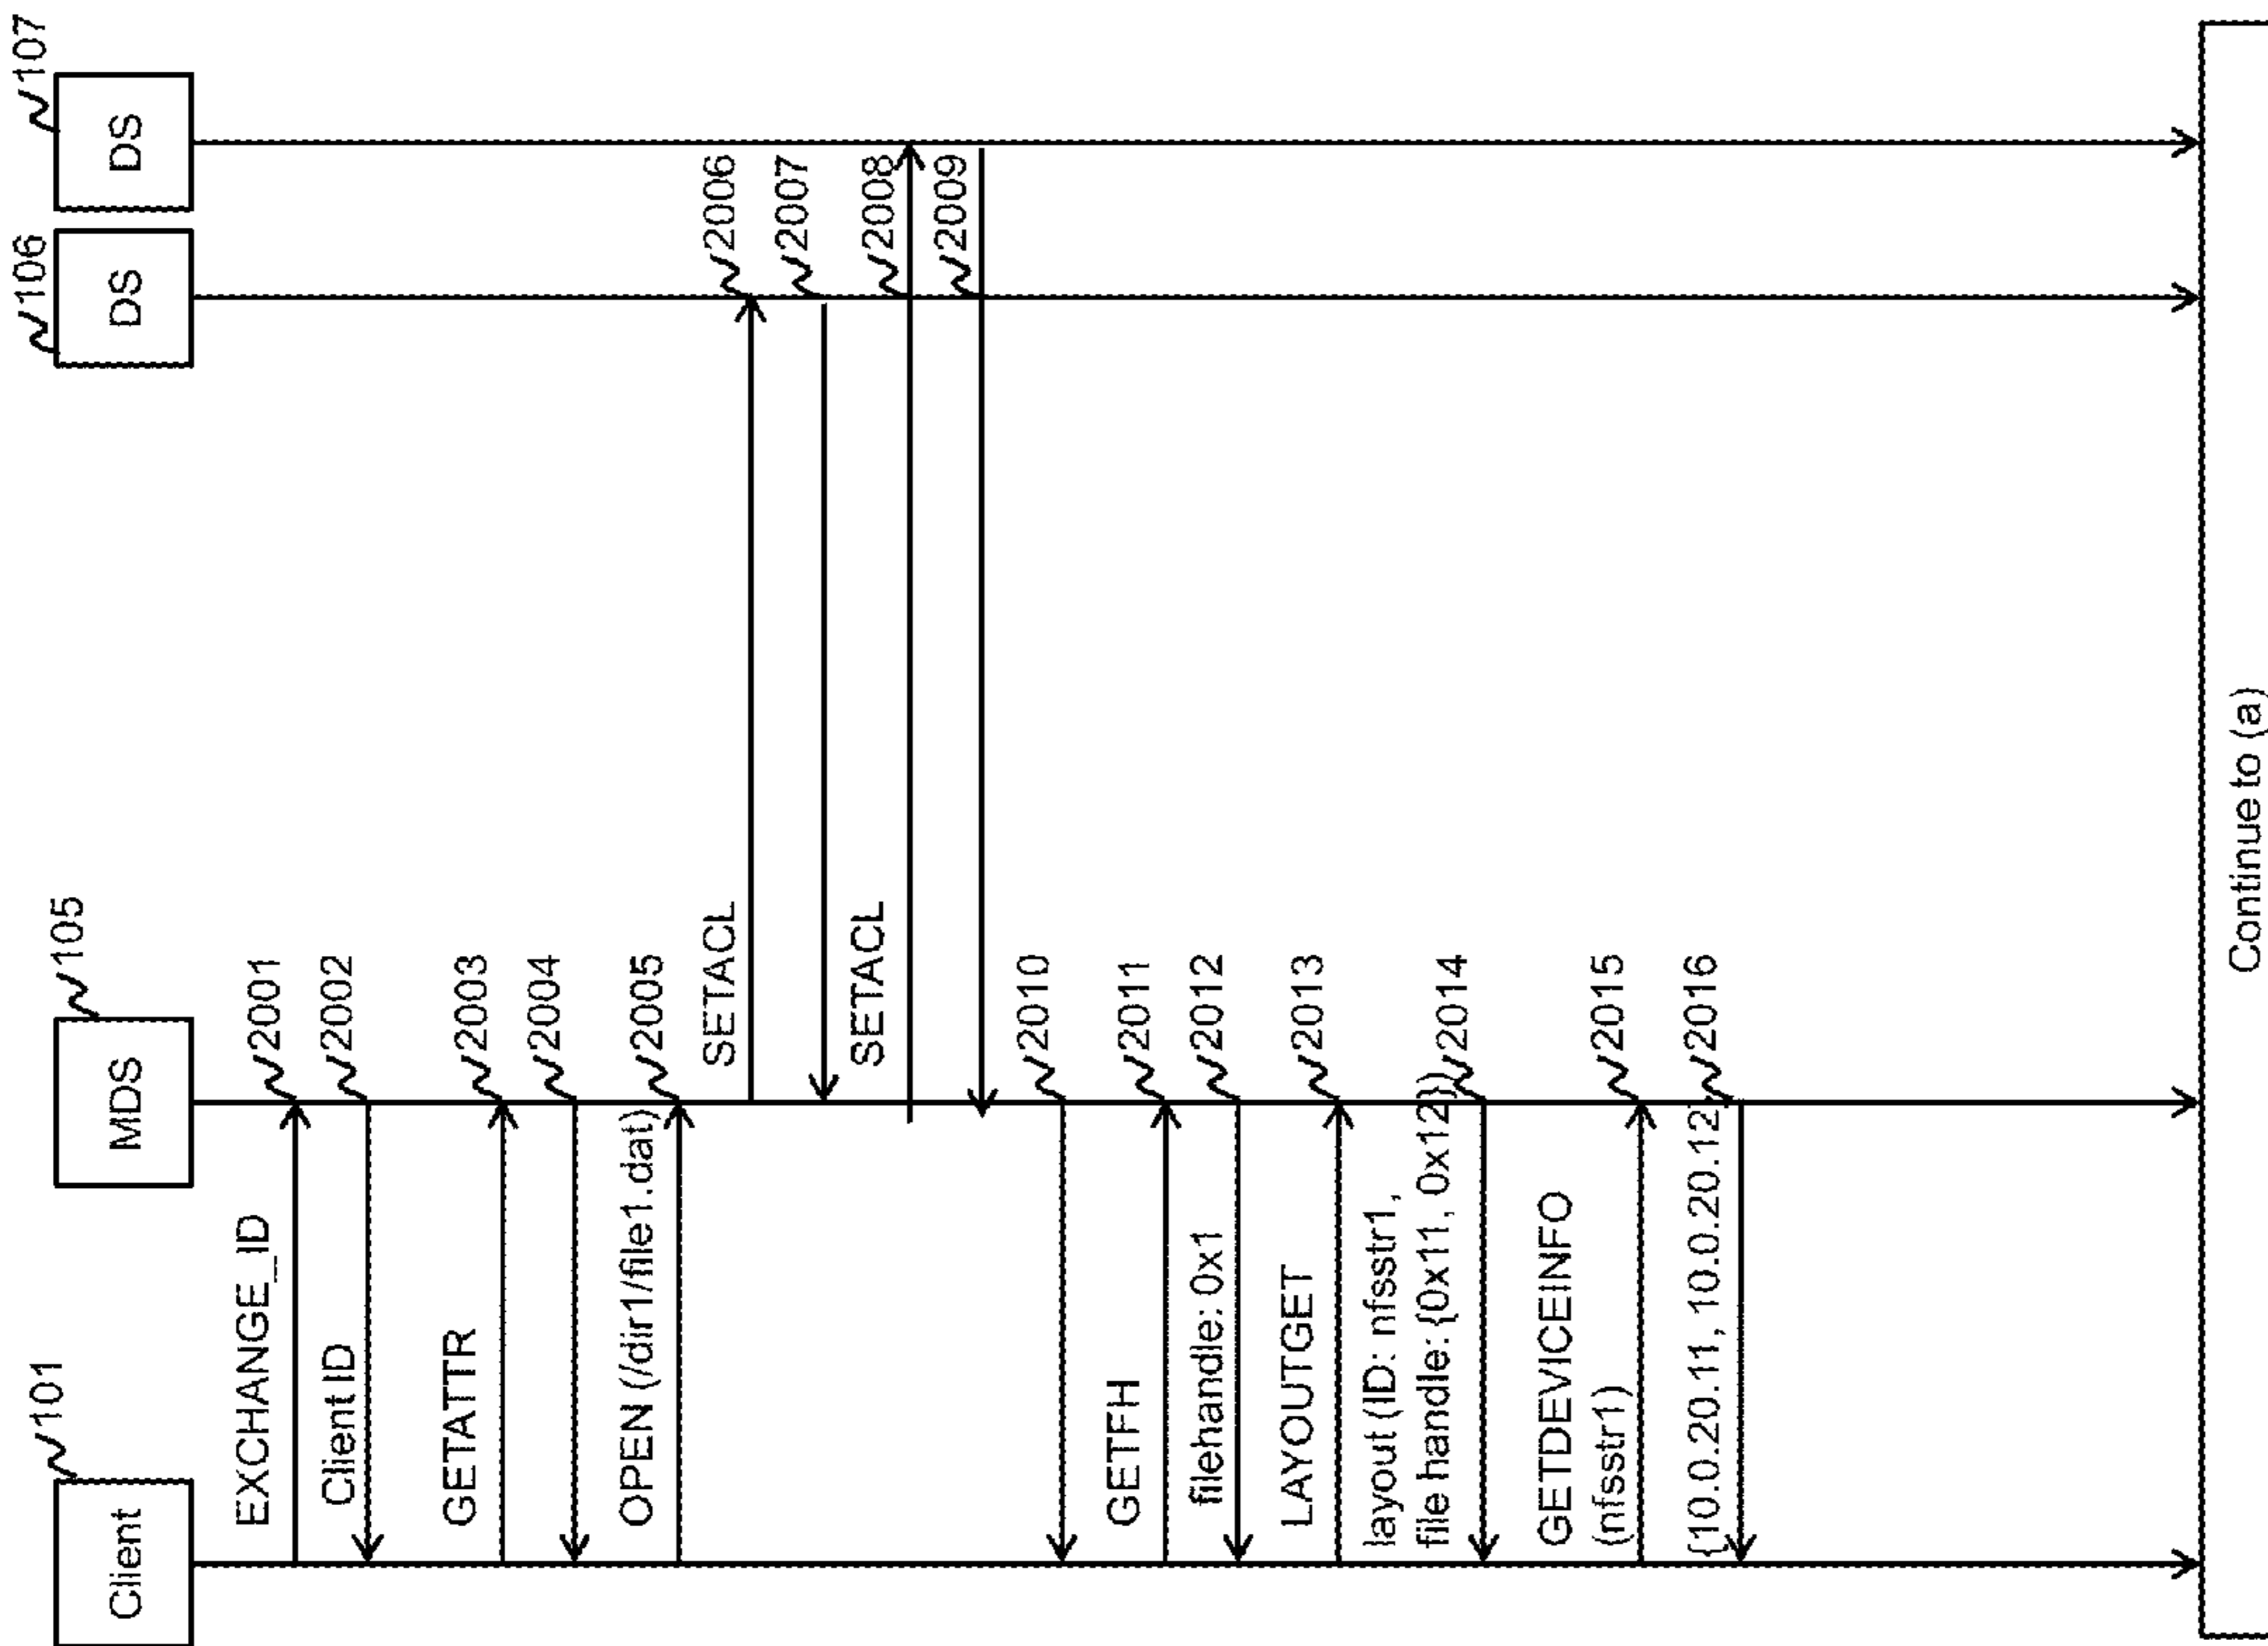 101
Client
105
MDS
106
DS
107
DS
EXCHANGE_ID
2001
Client ID
2002
GETATTR
2003
2004
OPEN (/dir1/file1.dat)
2005
SETACL
2006
2007
SETACL
2008
2009
2010
GETFH
2011
filehandle: 0x1
2012
LAYOUTGET
2013
layout (ID: nfsstr1,
file handle: {0x11, 0x12})
2014
GETDEVICEINFO
(nfsstr1)
2015
{10.0.20.11, 10.0.20.12}
2016
Continue to (a)